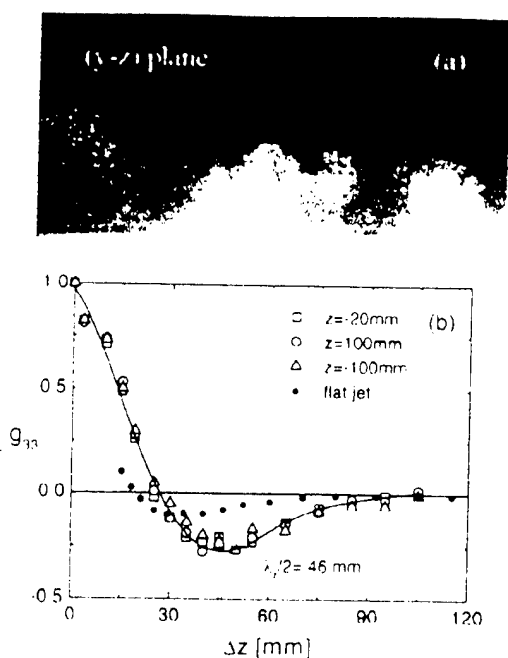 (y-z) plane (a)
1.0
0.5
g₃₃
0.0
-0.5
z=-20mm (b)
z=100mm
z=-100mm
flat jet
λ/2= 46 mm
0 30 60 90 120
Δz [mm]